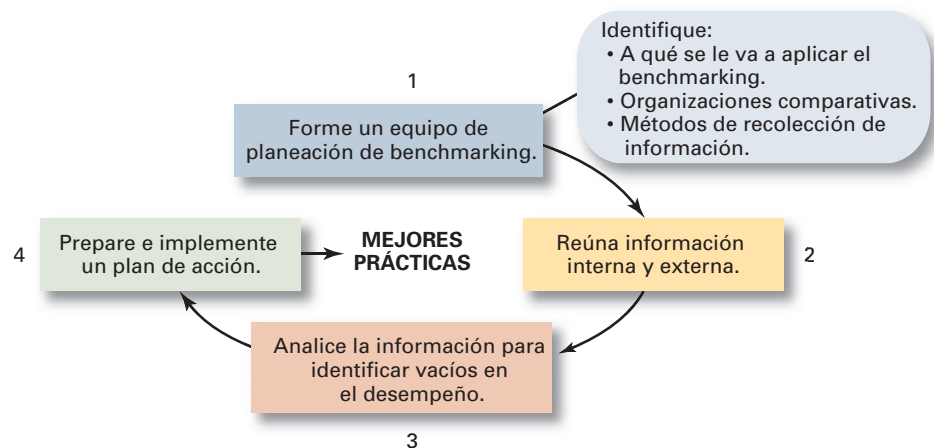 Identifique:
• A qué se le va a aplicar el
benchmarking.
• Organizaciones comparativas.
• Métodos de recolección de
información.
1
Forme un equipo de
planeación de benchmarking.
4
Prepare e implemente
un plan de acción.
MEJORES
PRÁCTICAS
Reúna información
interna y externa.
2
Analice la información para
identificar vacíos en
el desempeño.
3